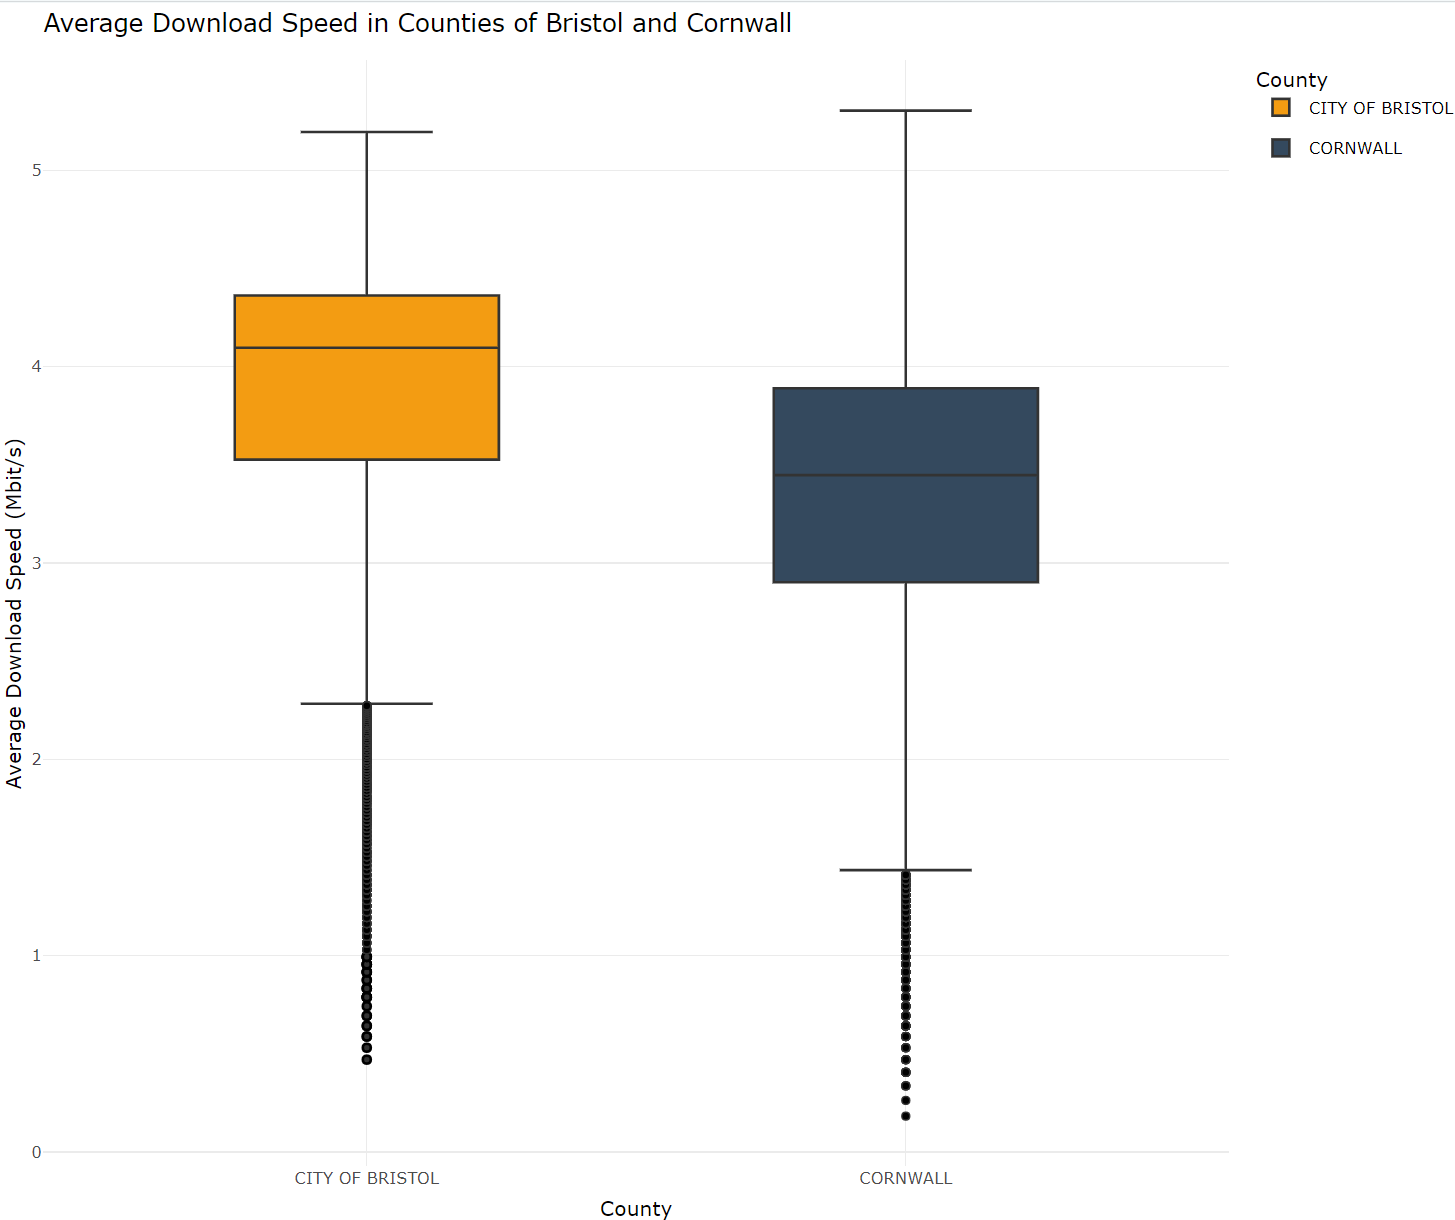 Average Download Speed in Counties of Bristol and Cornwall
County
CITY OF BRISTOL
CORNWALL
Average Download Speed (Mbit/s)
5
4
3
2
1
0
CITY OF BRISTOL
CORNWALL
County